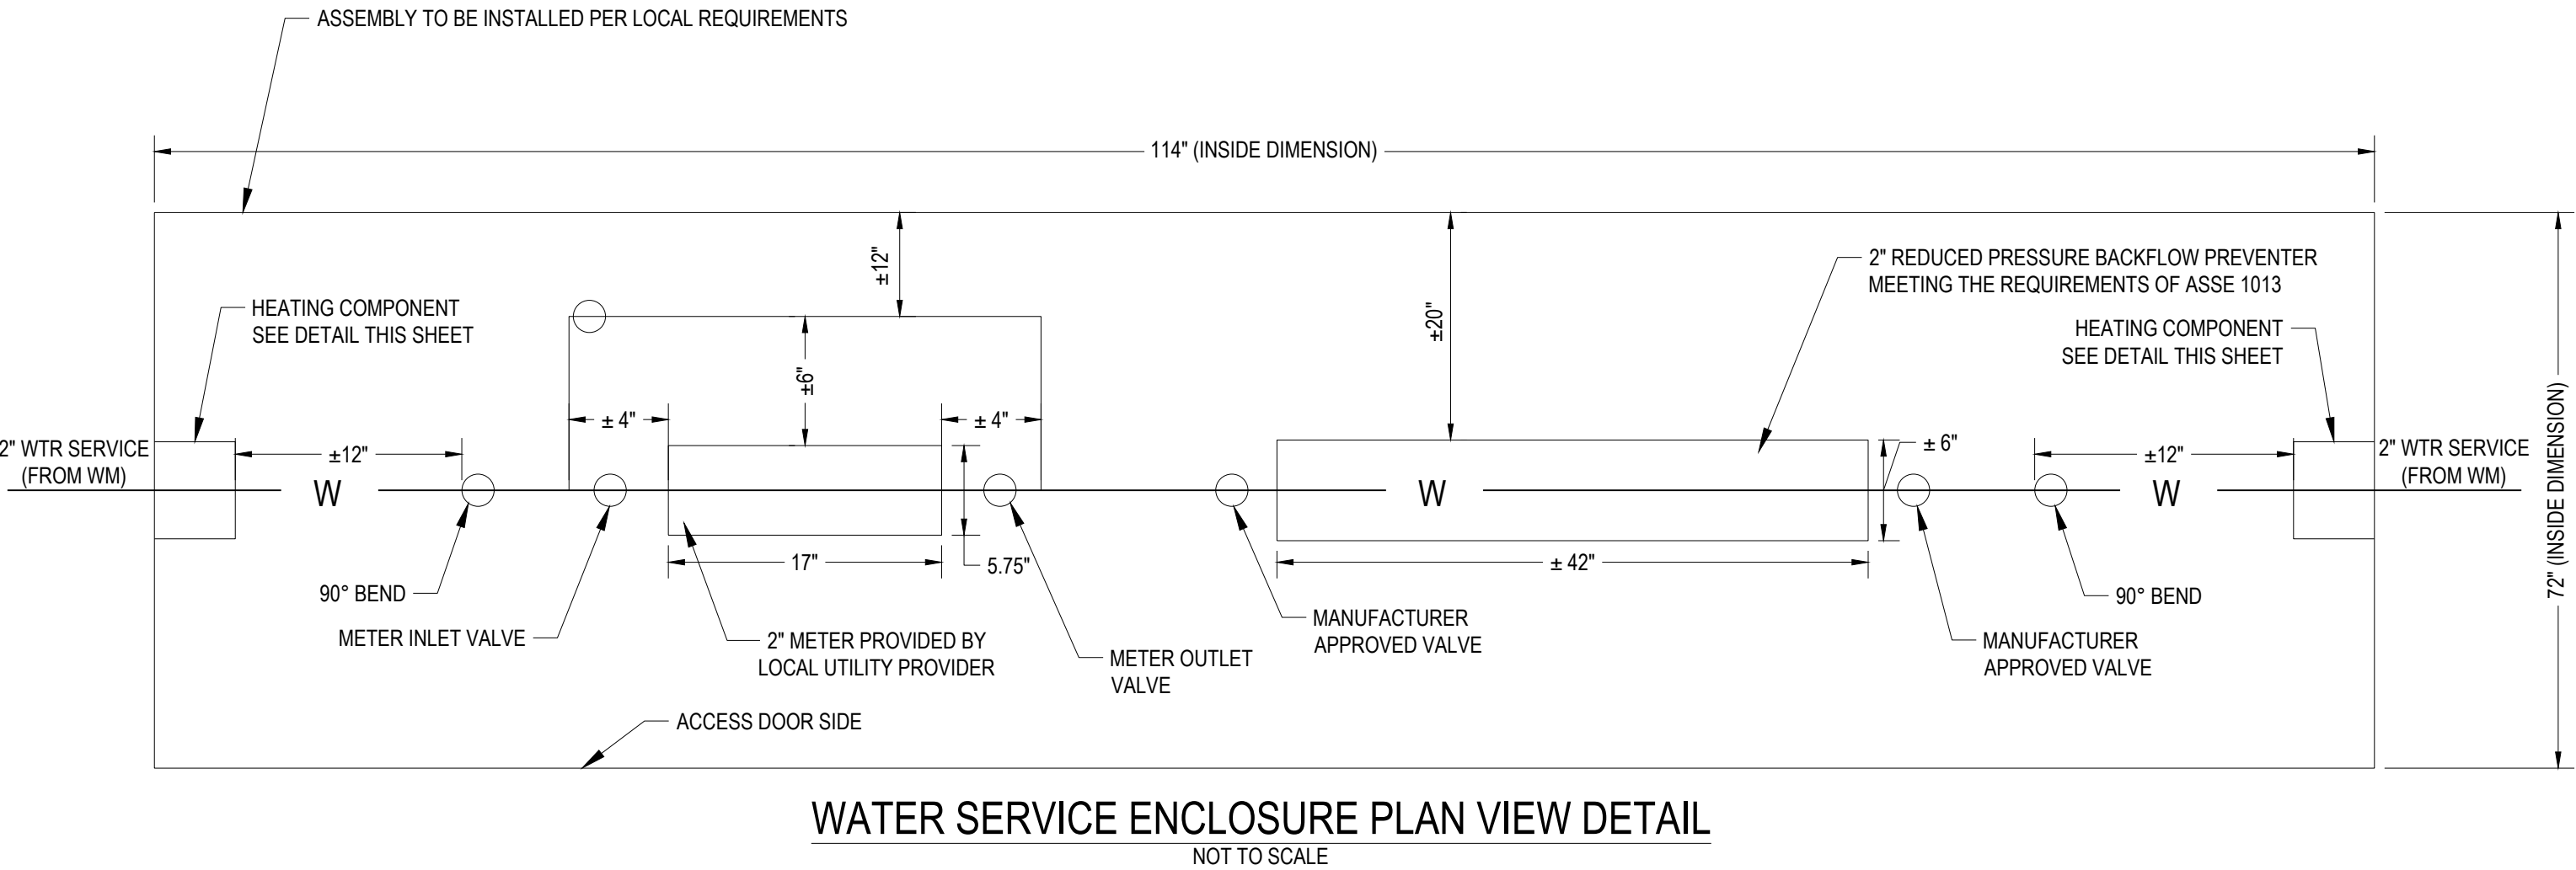 ASSEMBLY TO BE INSTALLED PER LOCAL REQUIREMENTS
114" (INSIDE DIMENSION)
±12"
±20"
2" REDUCED PRESSURE BACKFLOW PREVENTER
MEETING THE REQUIREMENTS OF ASSE 1013
HEATING COMPONENT
SEE DETAIL THIS SHEET
HEATING COMPONENT
SEE DETAIL THIS SHEET
±6"
± 4"
± 4"
2" WTR SERVICE
(FROM WM)
±12"
W
± 6"
W
±12"
W
2" WTR SERVICE
(FROM WM)
72" (INSIDE DIMENSION)
17"
5.75"
± 42"
90° BEND
METER INLET VALVE
2" METER PROVIDED BY
LOCAL UTILITY PROVIDER
METER OUTLET
VALVE
MANUFACTURER
APPROVED VALVE
90° BEND
MANUFACTURER
APPROVED VALVE
ACCESS DOOR SIDE
WATER SERVICE ENCLOSURE PLAN VIEW DETAIL
NOT TO SCALE